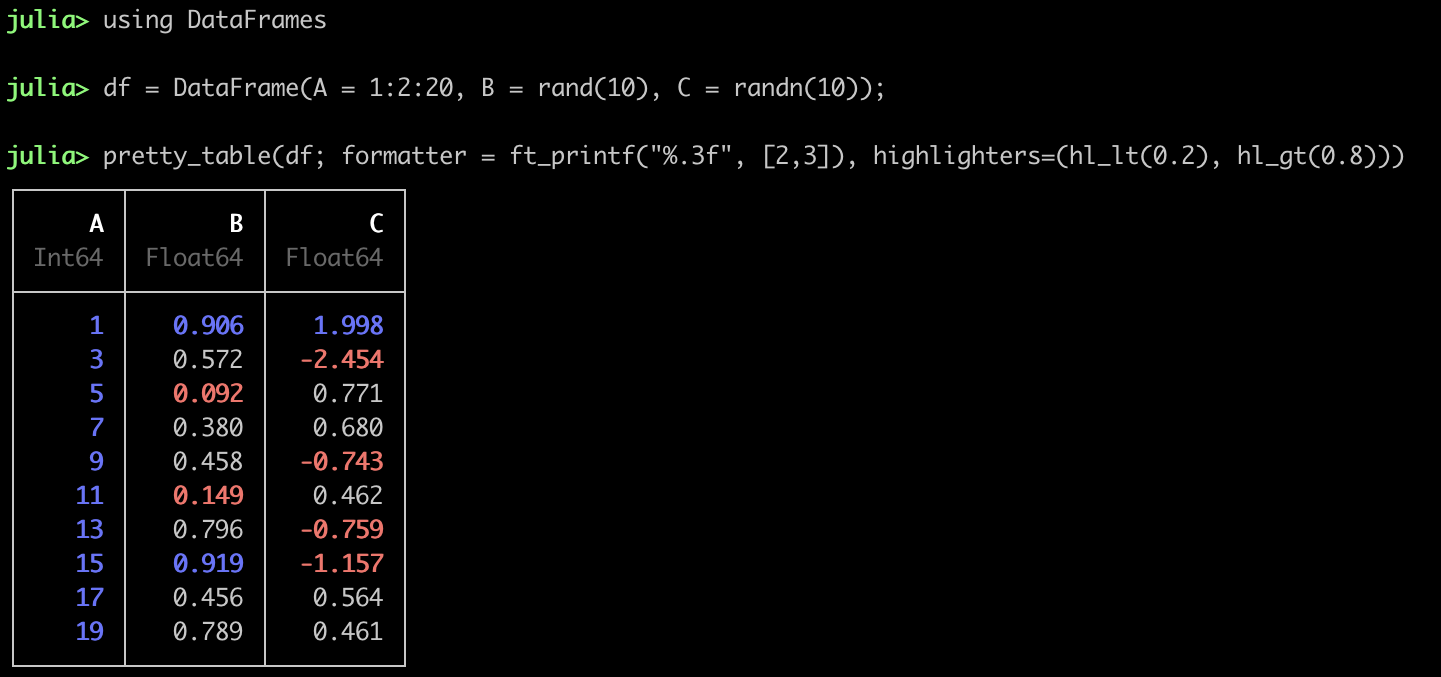 julia> using DataFrames
julia> df = DataFrame(A = 1:2:20, B = rand(10), C = randn(10));
julia> pretty_table(df; formatter = ft_printf("%.3f", [2,3]), highlighters=(hl_lt(0.2), hl_gt(0.8)))
A B C
Int64 Float64 Float64
1 0.906 1.998
3 0.572 -2.454
5 0.092 0.771
7 0.380 0.680
9 0.458 -0.743
11 0.149 0.462
13 0.796 -0.759
15 0.919 -1.157
17 0.456 0.564
19 0.789 0.461